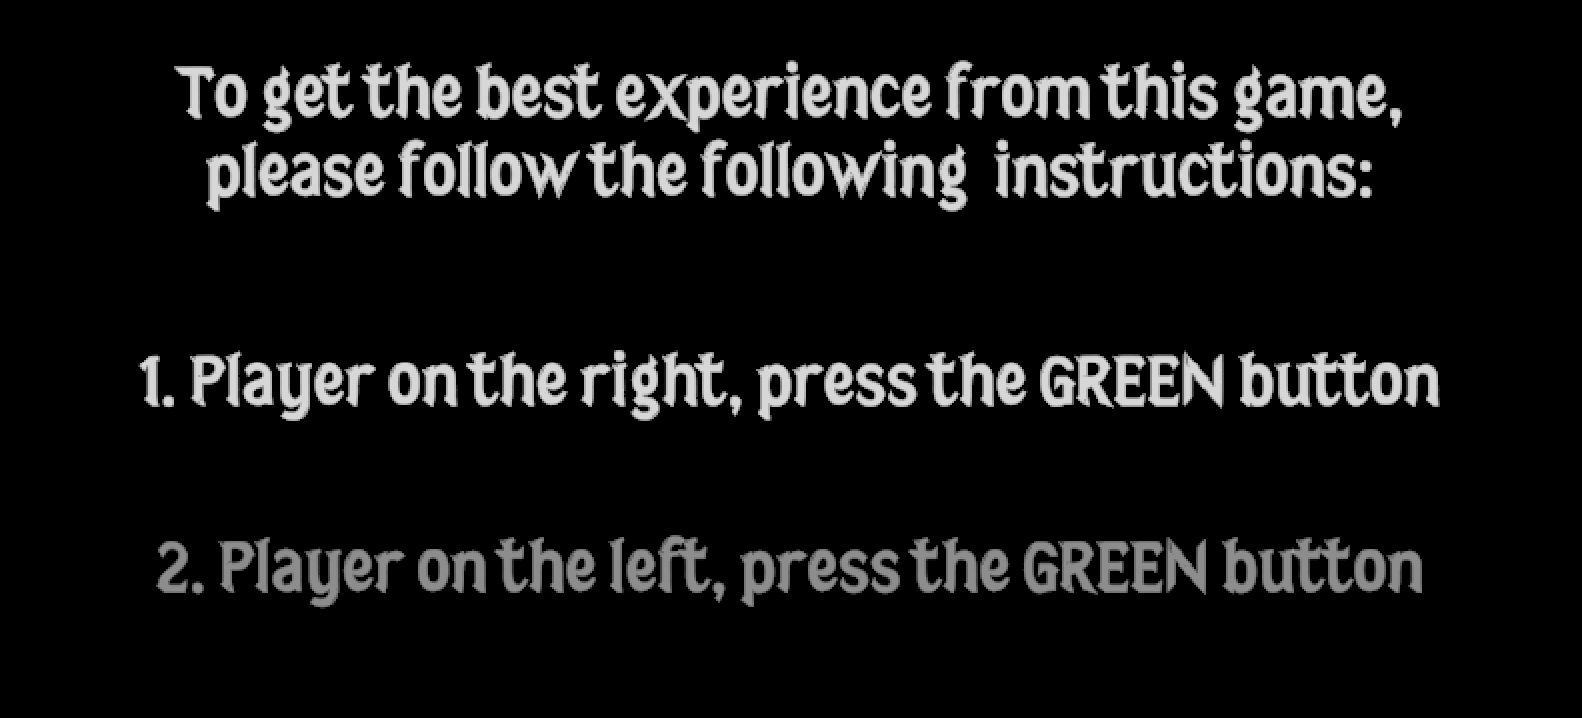 To get the best experience from this game,
please follow the following  instructions:
1. Player on the right, press the GREEN button
2. Player on the left, press the GREEN button